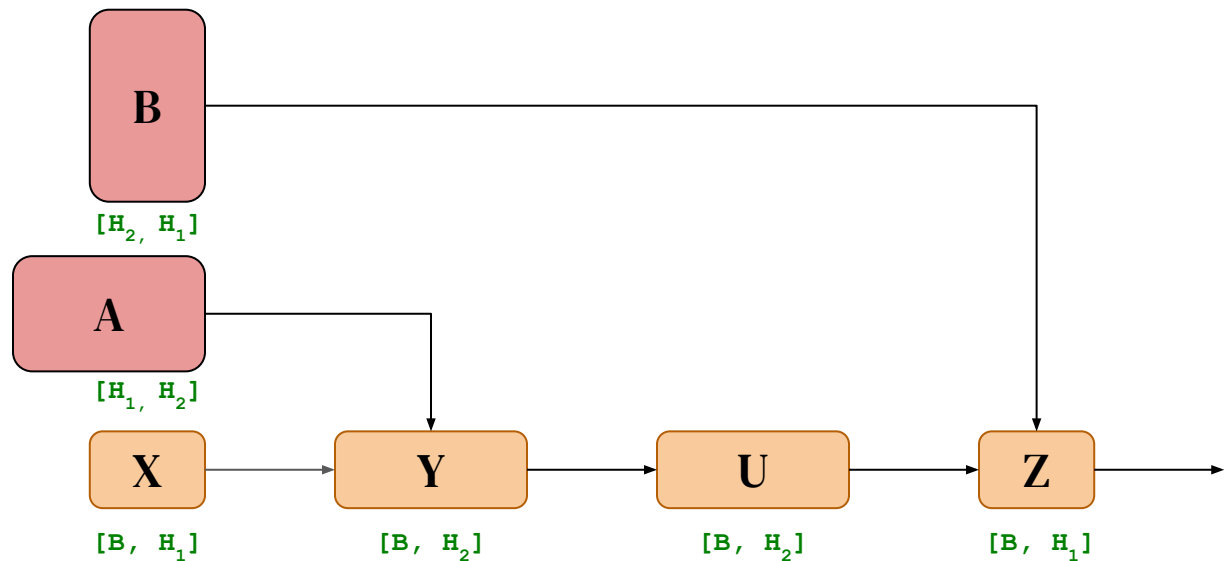 B
[H₂, H₁]
A
[H₁, H₂]
X Y U Z
[B, H₁] [B, H₂] [B, H₂] [B, H₁]